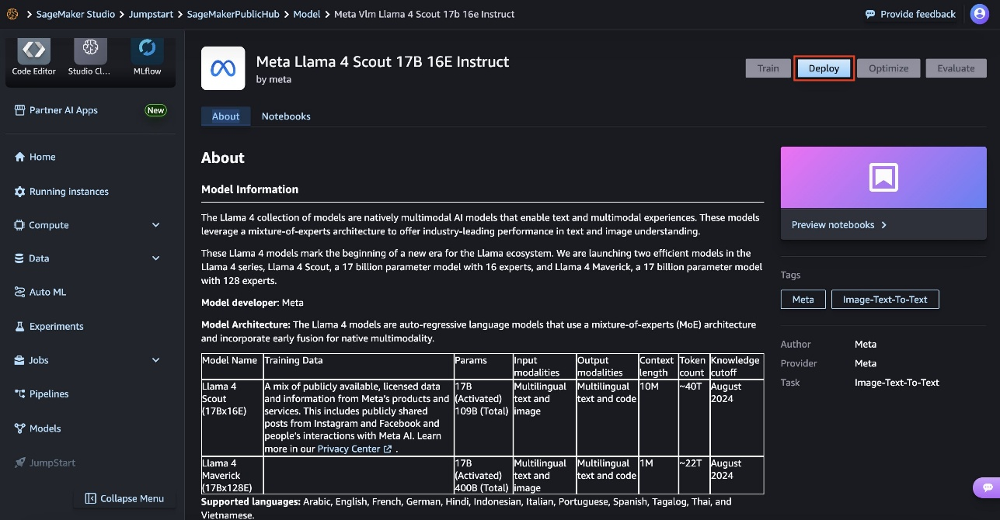 SageMaker Studio > Jumpstart > SageMakerPublicHub > Model > Meta Vlm Llama 4 Scout 17b 16e Instruct
Provide feedback
Code Editor
Studio Cl...
MLflow
Partner AI Apps
New
Home
Running instances
Compute
Data
Auto ML
Experiments
Jobs
Pipelines
Models
JumpStart
Collapse Menu
Meta Llama 4 Scout 17B 16E Instruct
by meta
Train
Deploy
Optimize
Evaluate
About
Notebooks
About
Model Information
The Llama 4 collection of models are natively multimodal AI models that enable text and multimodal experiences. These models
leverage a mixture-of-experts architecture to offer industry-leading performance in text and image understanding.
These Llama 4 models mark the beginning of a new era for the Llama ecosystem. We are launching two efficient models in the
Llama 4 series, Llama 4 Scout, a 17 billion parameter model with 16 experts, and Llama 4 Maverick, a 17 billion parameter model
with 128 experts.
Model developer: Meta
Model Architecture: The Llama 4 models are auto-regressive language models that use a mixture-of-experts (MoE) architecture
and incorporate early fusion for native multimodality.
Model Name
Training Data
Params
Input
modalities
Output
modalities
Context
length
Token
count
Knowledge
cutoff
Llama 4
Scout
(17Bx16E)
A mix of publicly available, licensed data
and information from Meta's products and
services. This includes publicly shared
posts from Instagram and Facebook and
people's interactions with Meta AI. Learn
more in our Privacy Center .
17B
(Activated)
109B (Total)
Multilingual
text and
image
Multilingual
text and code
10M
~40T
August
2024
Llama 4
Maverick
(17Bx128E)
17B
(Activated)
400B (Total)
Multilingual
text and
image
Multilingual
text and code
1M
~22T
August
2024
Supported languages: Arabic, English, French, German, Hindi, Indonesian, Italian, Portuguese, Spanish, Tagalog, Thai, and
Vietnamese.
Preview notebooks >
Tags
Meta
Image-Text-To-Text
Author Meta
Provider Meta
Task Image-Text-To-Text